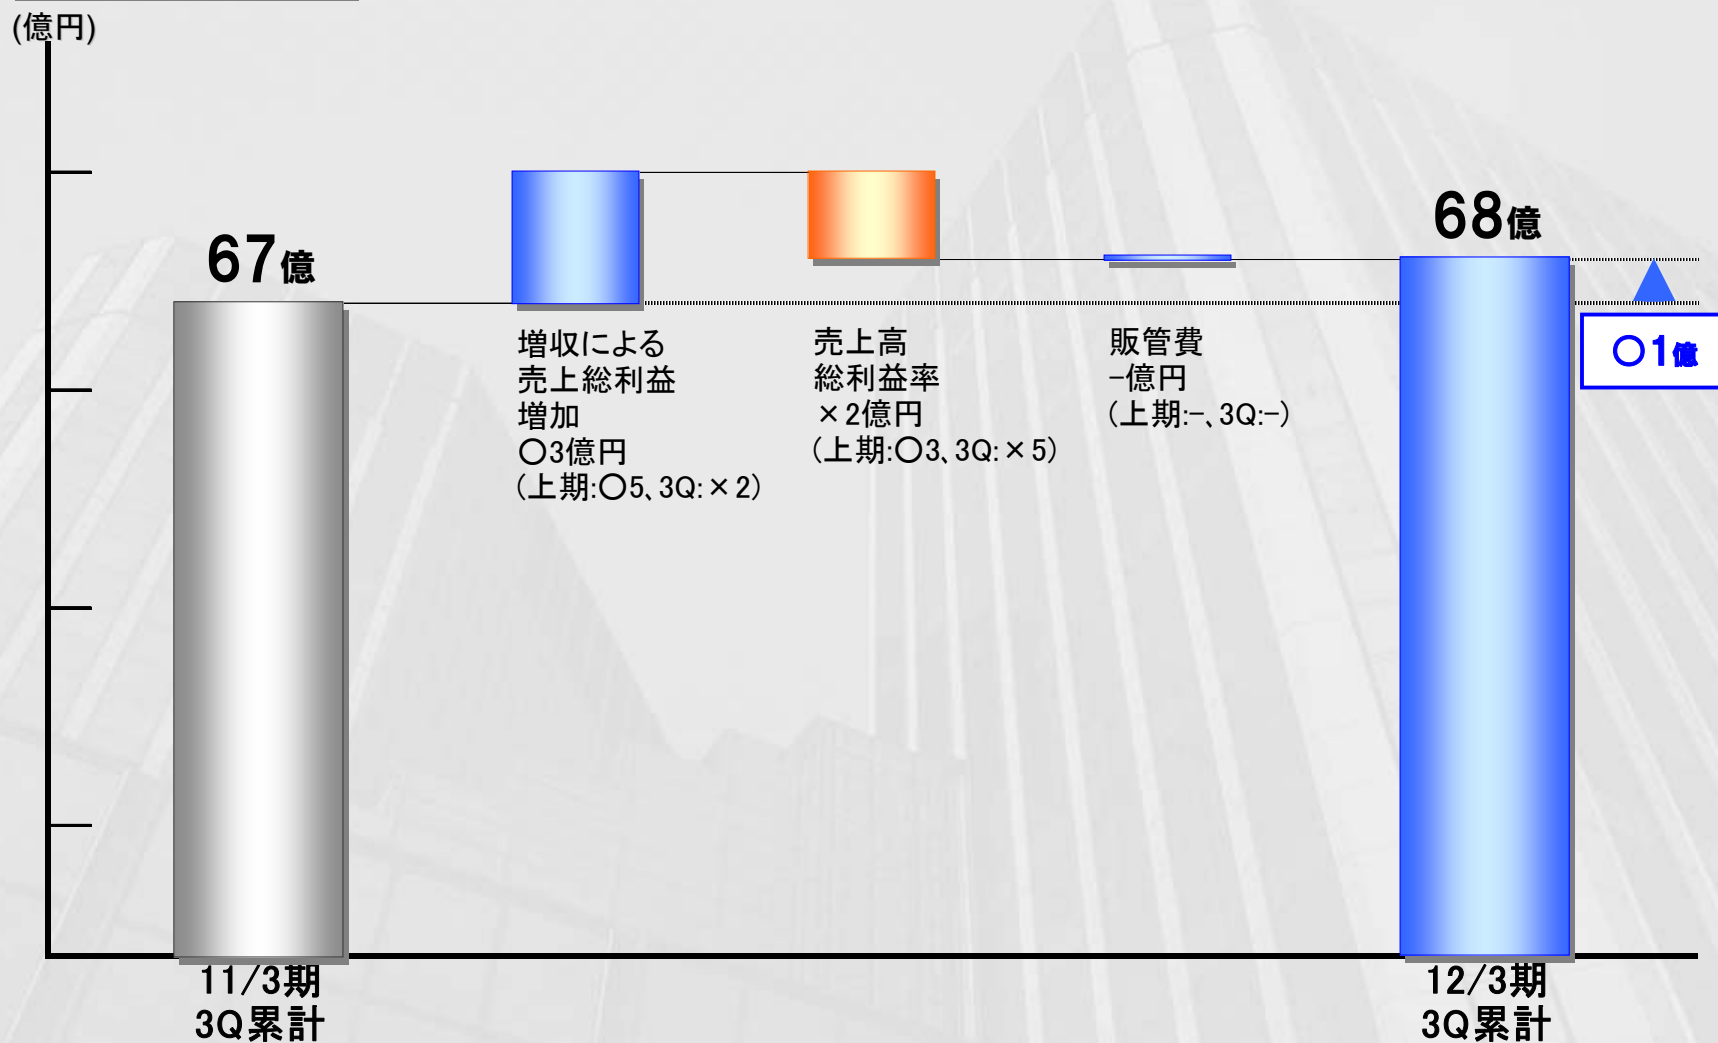 (億円)
67億
68億
○1億
増収による
売上総利益
増加
○3億円
(上期:○5、3Q:×2)
売上高
総利益率
×2億円
(上期:○3、3Q:×5)
販管費
-億円
(上期:-、3Q:-)
11/3期
3Q累計
12/3期
3Q累計